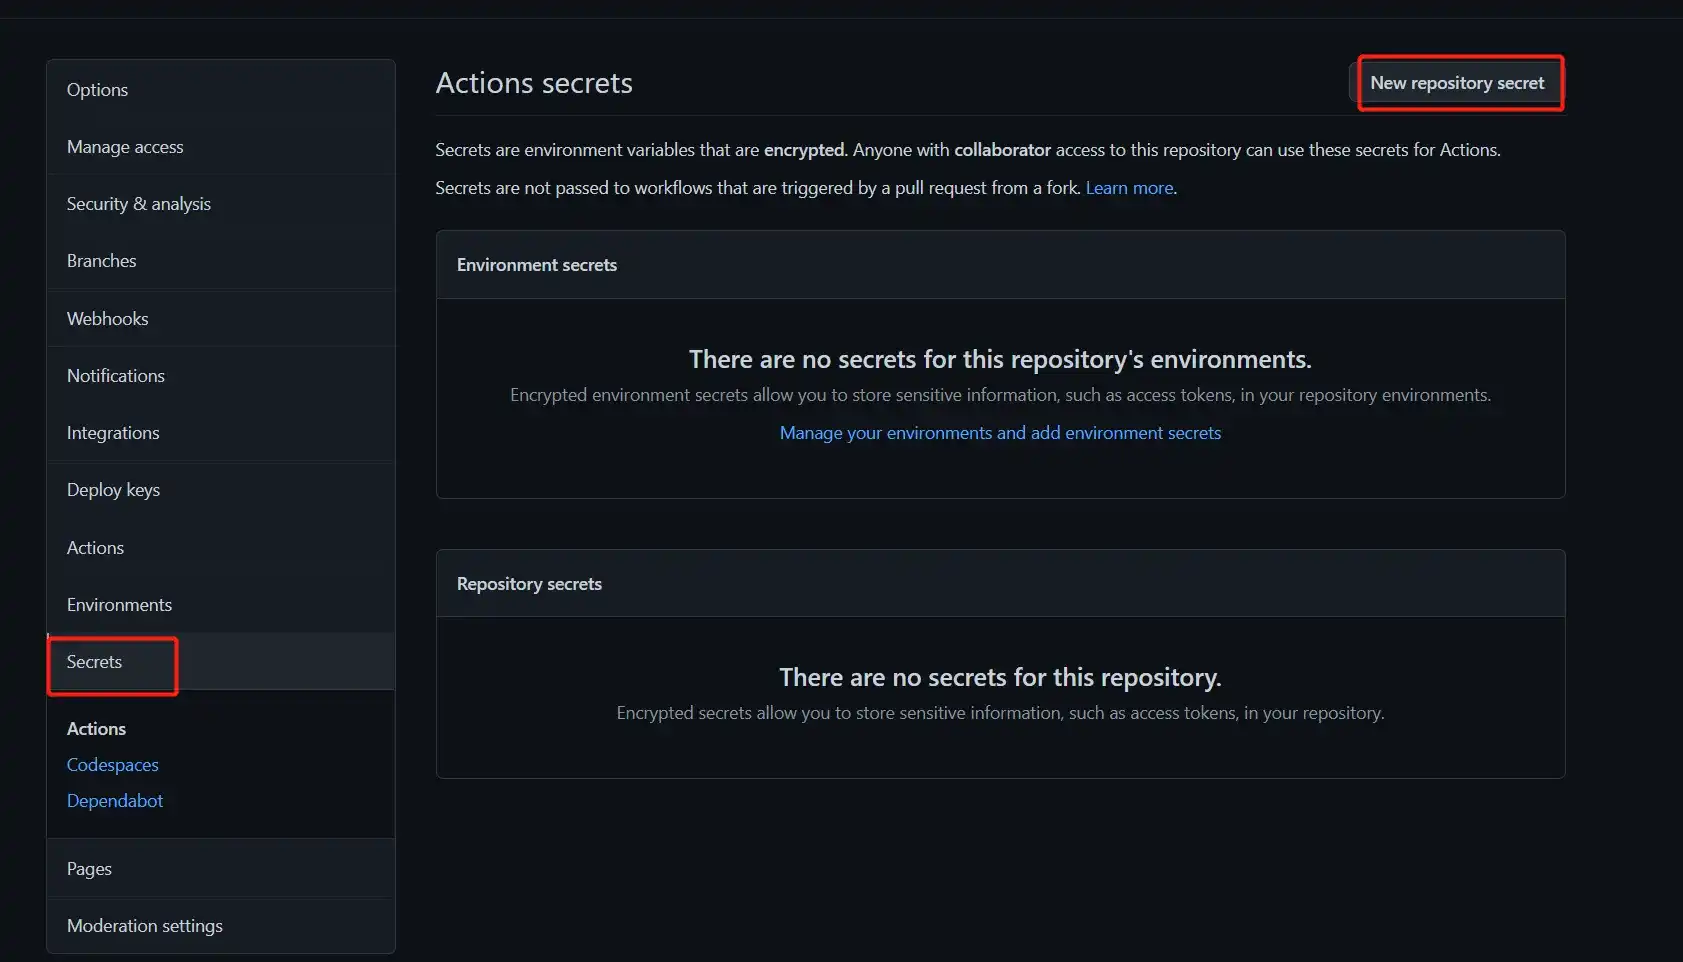 Options
Manage access
Security & analysis
Branches
Webhooks
Notifications
Integrations
Deploy keys
Actions
Environments
Secrets
Actions
Codespaces
Dependabot
Pages
Moderation settings
Actions secrets
New repository secret
Secrets are environment variables that are encrypted. Anyone with collaborator access to this repository can use these secrets for Actions.
Secrets are not passed to workflows that are triggered by a pull request from a fork. Learn more.
Environment secrets
There are no secrets for this repository's environments.
Encrypted environment secrets allow you to store sensitive information, such as access tokens, in your repository environments.
Manage your environments and add environment secrets
Repository secrets
There are no secrets for this repository.
Encrypted secrets allow you to store sensitive information, such as access tokens, in your repository.